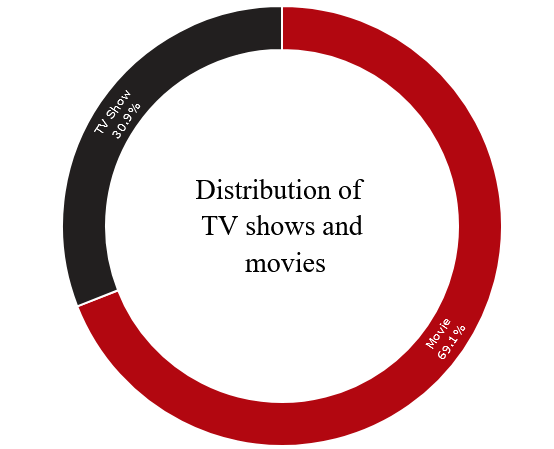 TV Show
30.9%
Distribution of
TV shows and
movies
Movie
69.1%